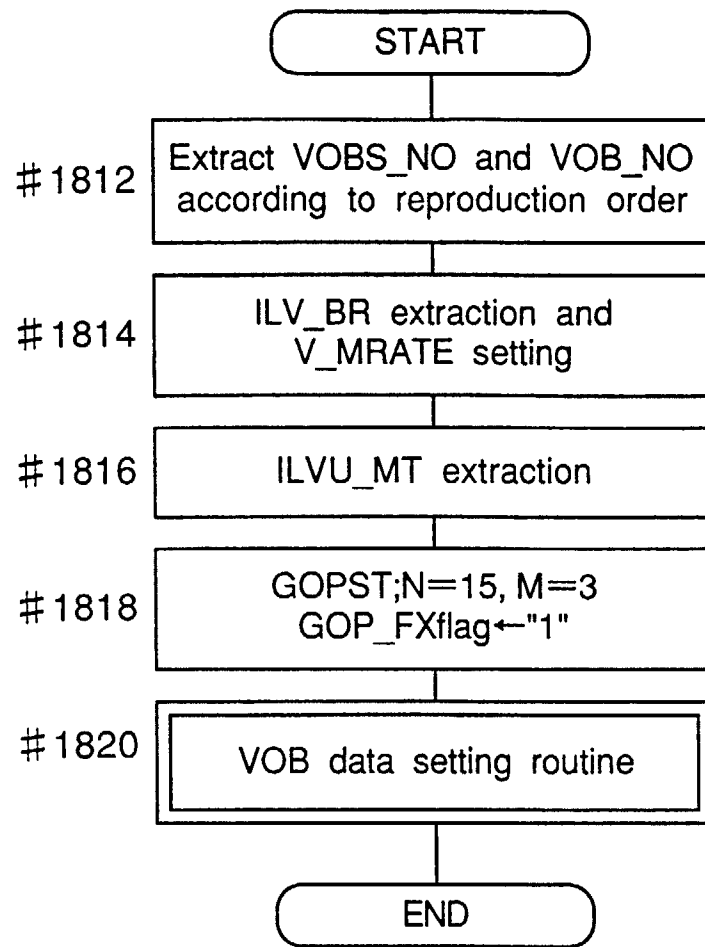 START
#1812
Extract VOBS_NO and VOB_NO
according to reproduction order
#1814
ILV_BR extraction and
V_MRATE setting
#1816
ILVU_MT extraction
#1818
GOPST;N=15, M=3
GOP_FXflag←"1"
#1820
VOB data setting routine
END